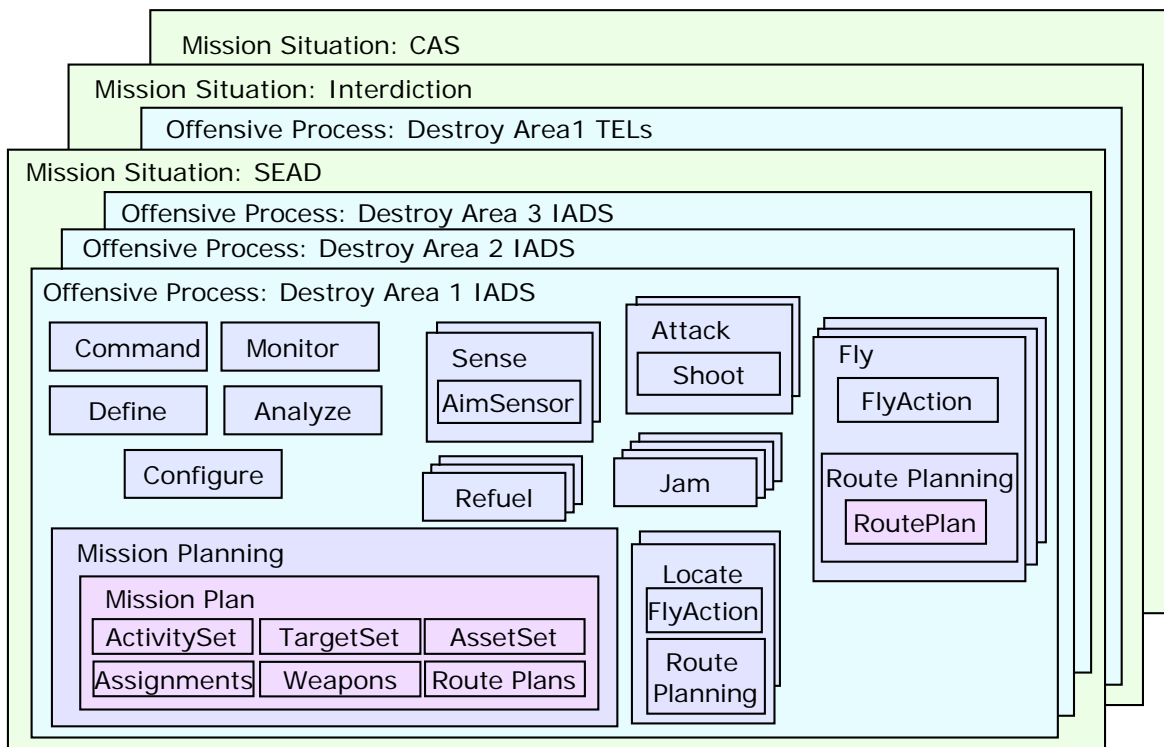 Mission Situation: CAS
Mission Situation: Interdiction
Offensive Process: Destroy Area1 TELs
Mission Situation: SEAD
Offensive Process: Destroy Area 3 IADS
Offensive Process: Destroy Area 2 IADS
Offensive Process: Destroy Area 1 IADS
Command
Monitor
Define
Analyze
Configure
Sense
AimSensor
Refuel
Attack
Shoot
Jam
Fly
FlyAction
Route Planning
RoutePlan
Mission Planning
Mission Plan
ActivitySet
TargetSet
AssetSet
Assignments
Weapons
Route Plans
Locate
FlyAction
Route
Planning